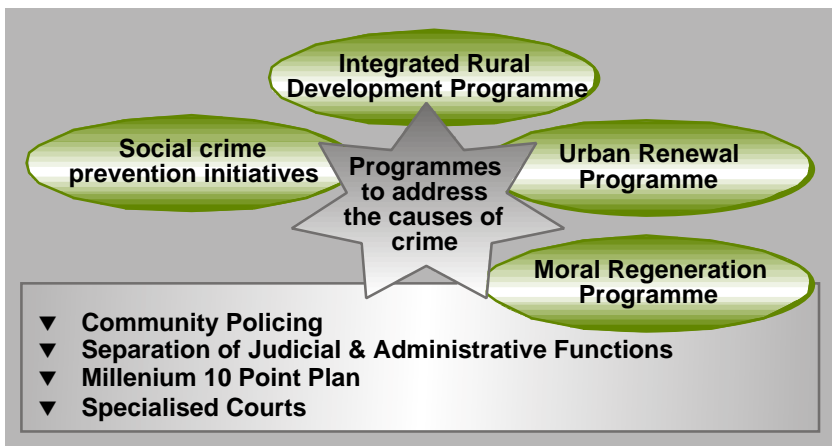 Integrated Rural
Development Programme
Social crime
prevention initiatives
Programmes
to address
the causes of
crime
Urban Renewal
Programme
Moral Regeneration
Programme
▼ Community Policing
▼ Separation of Judicial & Administrative Functions
▼ Millenium 10 Point Plan
▼ Specialised Courts